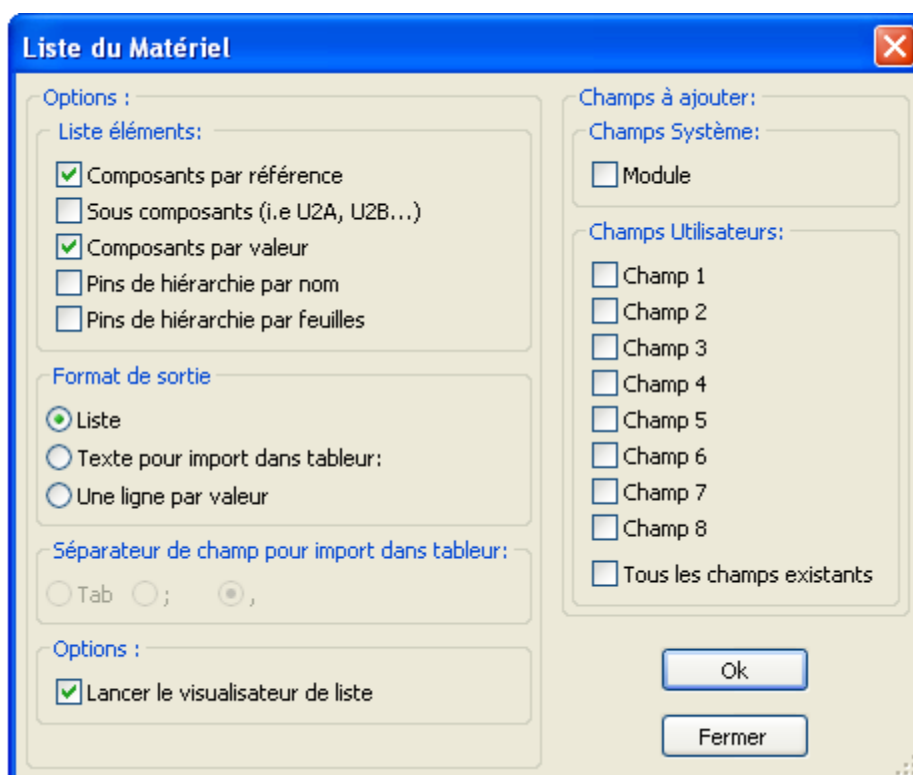 Liste du Matériel
Options :
Liste éléments:
Composants par référence
Sous composants (i.e U2A, U2B...)
Composants par valeur
Pins de hiérarchie par nom
Pins de hiérarchie par feuilles
Format de sortie
Liste
Texte pour import dans tableur:
Une ligne par valeur
Séparateur de champ pour import dans tableur:
Tab ; ,
Options :
Lancer le visualisateur de liste
Champs à ajouter:
Champs Système:
Module
Champs Utilisateurs:
Champ 1
Champ 2
Champ 3
Champ 4
Champ 5
Champ 6
Champ 7
Champ 8
Tous les champs existants
Ok
Fermer